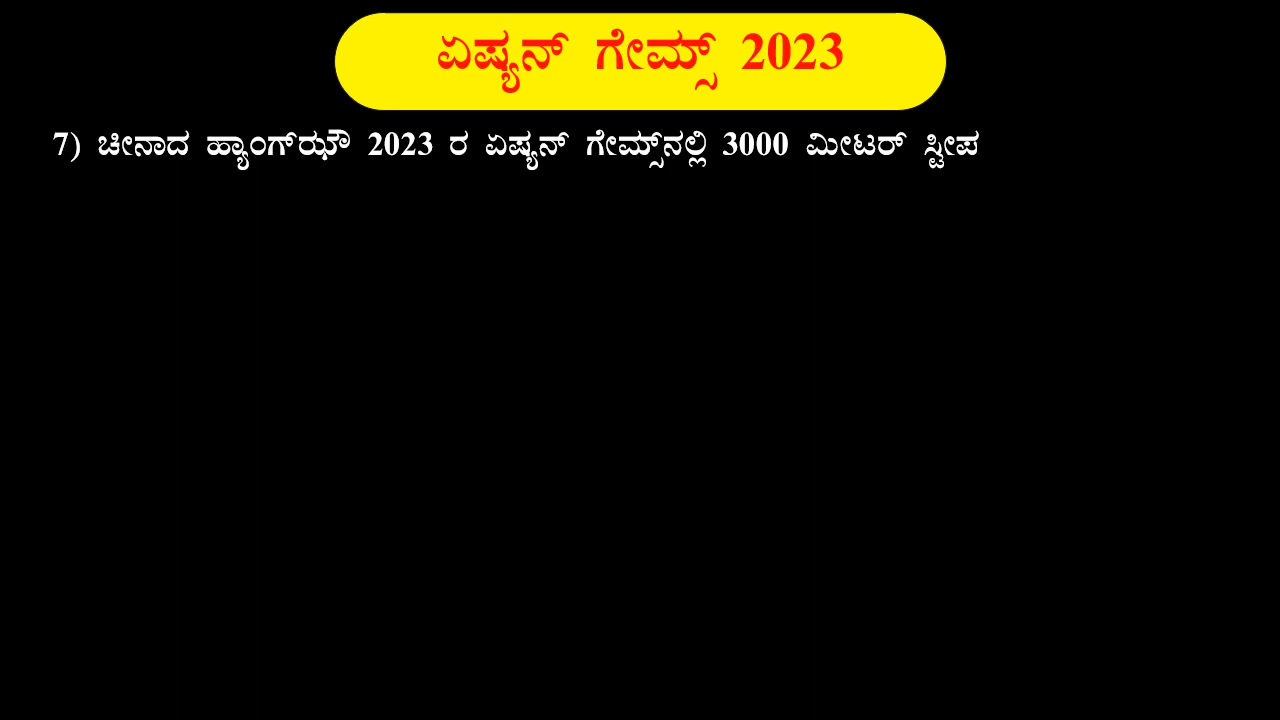 ಏಷ್ಯನ್ ಗೇಮ್ಸ್ 2023
7) ಚೀನಾದ ಹ್ಯಾಂಗ್‌ಝೌ 2023 ರ ಏಷ್ಯನ್ ಗೇಮ್ಸ್‌ನಲ್ಲಿ 3000 ಮೀಟರ್ ಸ್ಟೀಪ